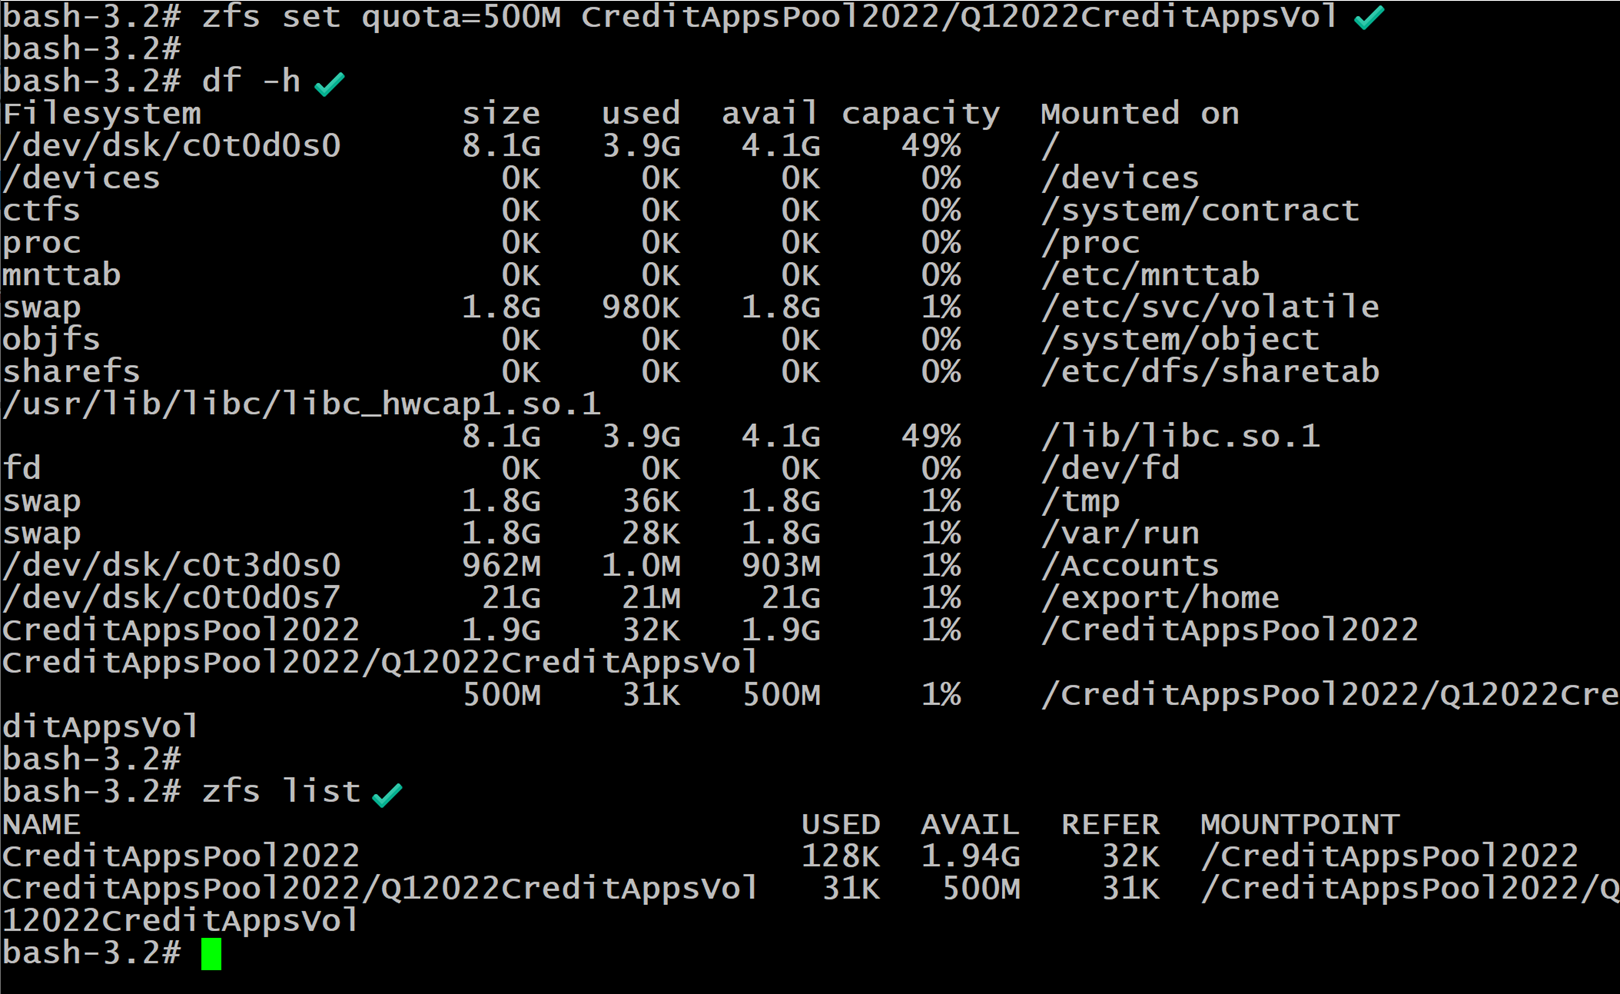 bash-3.2# zfs set quota=500M CreditAppsPool2022/Q12022CreditAppsVol
bash-3.2#
bash-3.2# df -h
Filesystem size used avail capacity Mounted on
/dev/dsk/c0t0d0s0 8.1G 3.9G 4.1G 49% /
/devices 0K 0K 0K 0% /devices
ctfs 0K 0K 0K 0% /system/contract
proc 0K 0K 0K 0% /proc
mnttab 0K 0K 0K 0% /etc/mnttab
swap 1.8G 980K 1.8G 1% /etc/svc/volatile
objfs 0K 0K 0K 0% /system/object
sharefs 0K 0K 0K 0% /etc/dfs/sharetab
/usr/lib/libc/libc_hwcap1.so.1
8.1G 3.9G 4.1G 49% /lib/libc.so.1
fd 0K 0K 0K 0% /dev/fd
swap 1.8G 36K 1.8G 1% /tmp
swap 1.8G 28K 1.8G 1% /var/run
/dev/dsk/c0t3d0s0 962M 1.0M 903M 1% /Accounts
/dev/dsk/c0t0d0s7 21G 21M 21G 1% /export/home
CreditAppsPool2022 1.9G 32K 1.9G 1% /CreditAppsPool2022
CreditAppsPool2022/Q12022CreditAppsVol
500M 31K 500M 1% /CreditAppsPool2022/Q12022Cre
ditAppsVol
bash-3.2#
bash-3.2# zfs list
NAME USED AVAIL REFER MOUNTPOINT
CreditAppsPool2022 128K 1.94G 32K /CreditAppsPool2022
CreditAppsPool2022/Q12022CreditAppsVol 31K 500M 31K /CreditAppsPool2022/Q
12022CreditAppsVol
bash-3.2#